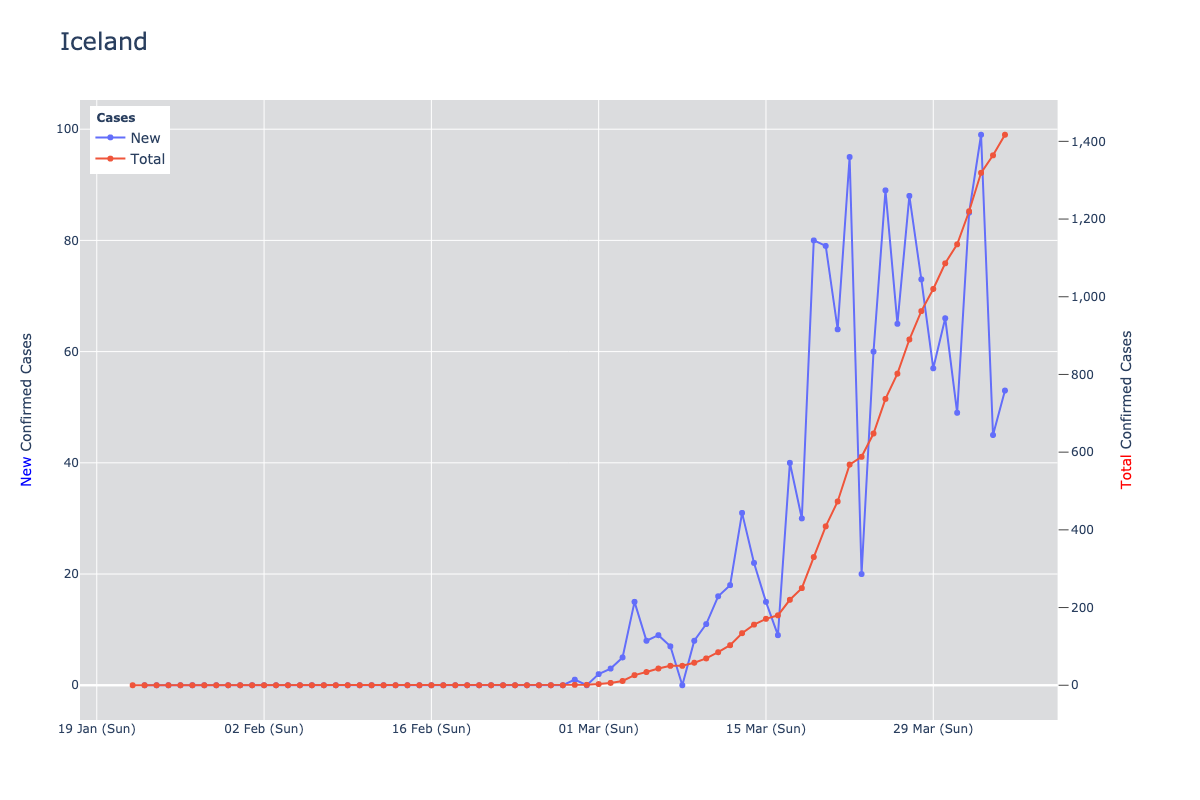 Iceland
Cases
New
Total
100
80
60
40
20
0
1,400
1,200
1,000
800
600
400
200
0
New Confirmed Cases
Total Confirmed Cases
19 Jan (Sun)
02 Feb (Sun)
16 Feb (Sun)
01 Mar (Sun)
15 Mar (Sun)
29 Mar (Sun)